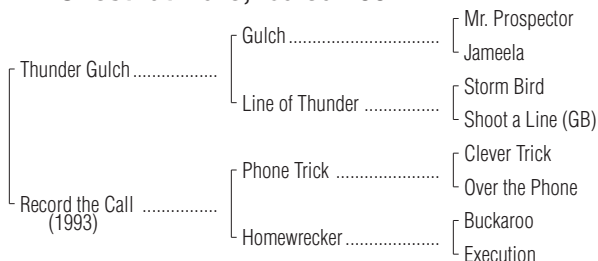 Mr. Prospector
Gulch
Jameela
Thunder Gulch
Storm Bird
Line of Thunder
Shoot a Line (GB)
Clever Trick
Phone Trick
Over the Phone
Record the Call
(1993)
Buckaroo
Homewrecker
Execution